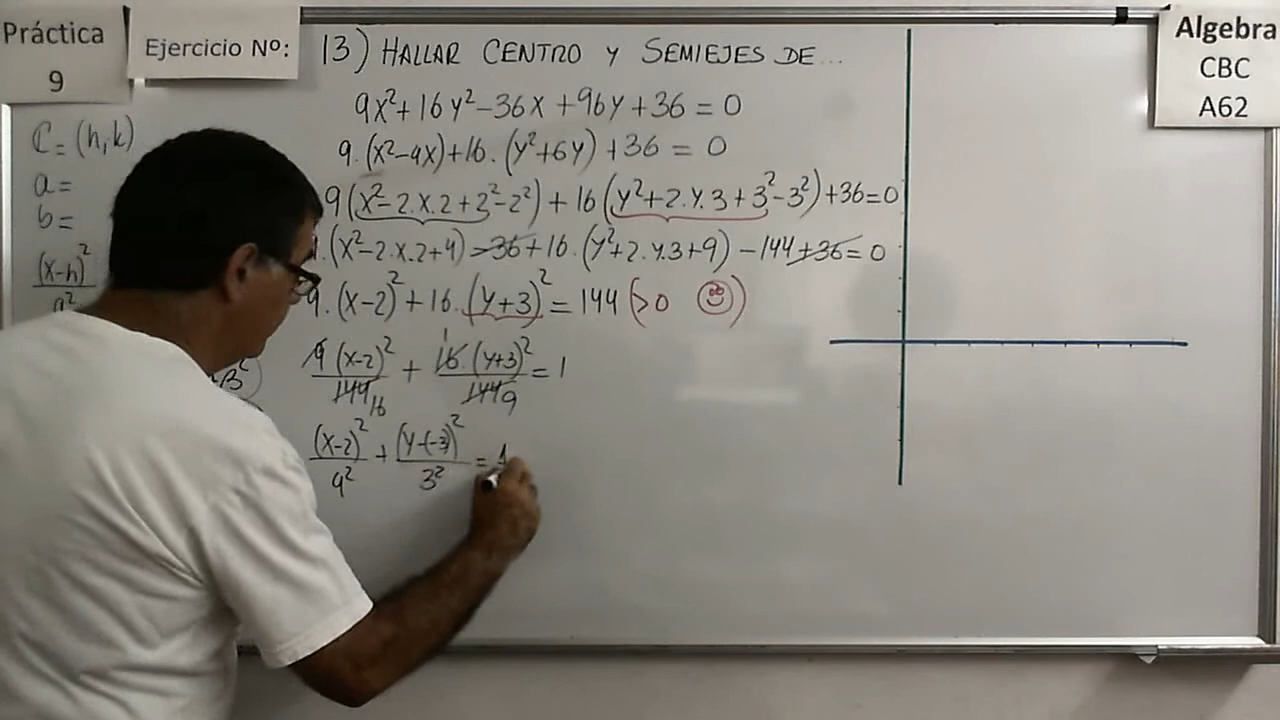 Práctica
9
Ejercicio Nº:
13) HALLAR CENTRO Y SEMIEJES DE...
Algebra
CBC
A62
C = (h,k)
a =
b =
(x-h)²
a²
B²)
9x²+16y²-36x+96y+36=0
9.(x²-4x)+16.(y²+6y)+36=0
9(x²-2.x.2+2²-2²)+16(y²+2.y.3+3²-3²)+36=0
.(x²-2.x.2+4)-36+16.(y²+2.y.3+9)-144+36=0
9.(x-2)²+16.(y+3)²=144 (>0 )
9(x-2)²/144 16 + 16 1.(y+3)²/144 9 = 1
(x-2)²/4² + (y-(-3))²/3² = 1